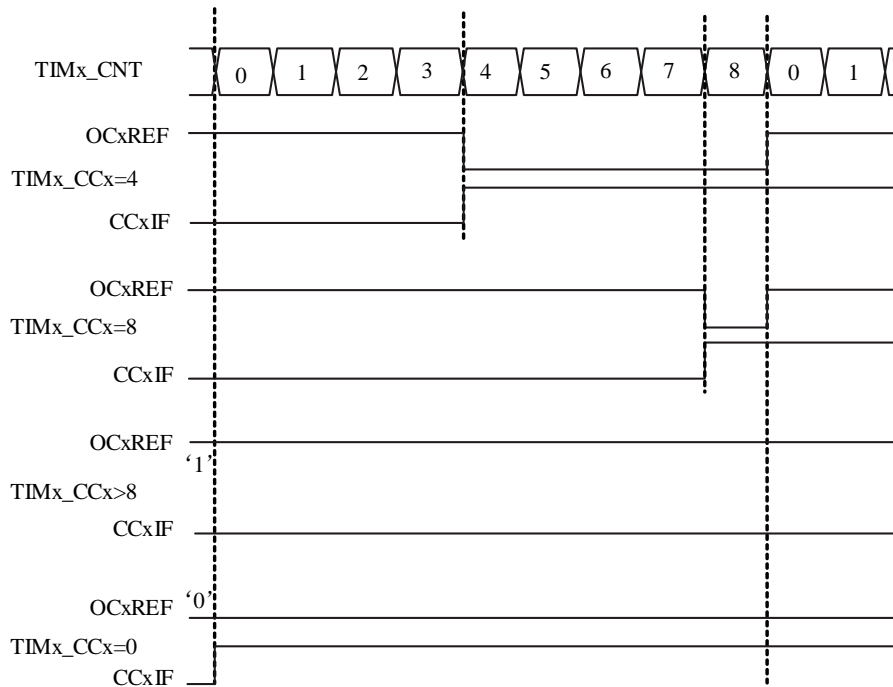 TIMx_CNT 0 1 2 3 4 5 6 7 8 0 1
OCxREF
TIMx_CCx=4
CCxIF
OCxREF
TIMx_CCx=8
CCxIF
OCxREF ‘1’
TIMx_CCx>8
CCxIF
OCxREF ‘0’
TIMx_CCx=0
CCxIF